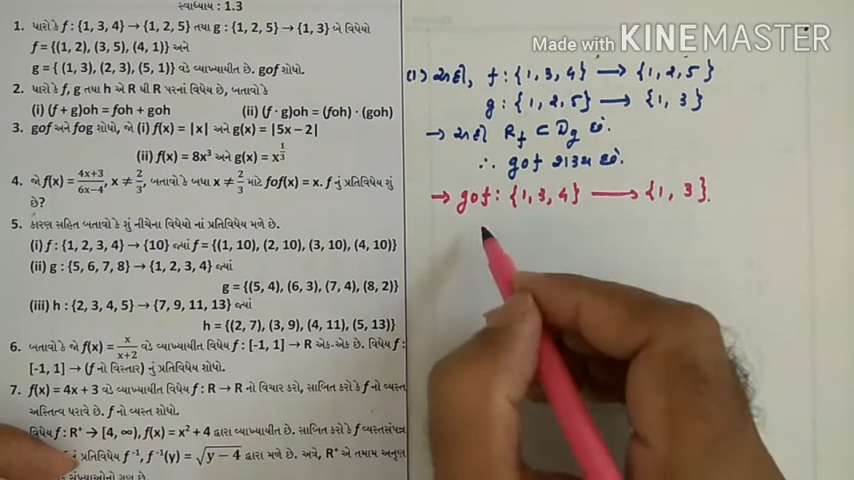 સ્વાધ્યાય : 1.3
1. ધારો કે f : {1, 3, 4} → {1, 2, 5} તથા g : {1, 2, 5} → {1, 3} બે વિધેયો
f = {(1, 2), (3, 5), (4, 1)} અને
g = { (1, 3), (2, 3), (5, 1)} વડે વ્યાખ્યાયીત છે. gof શોધો.
2. ધારો કે f, g તથા h એ R થી R પરનાં વિધેય છે, બતાવો કે
(i) (f + g)oh = foh + goh (ii) (f · g)oh = (foh) · (goh)
3. gof અને fog શોધો, જો (i) f(x) = |x| અને g(x) = |5x − 2|
(ii) f(x) = 8x³ અને g(x) = x^(1/3)
4. જો f(x) = (4x+3)/(6x−4), x ≠ 2/3, બતાવો કે બધા x ≠ 2/3 માટે fof(x) = x. f નું પ્રતિવિધેય શું
છે?
5. કારણ સહિત બતાવો કે શું નીચેના વિધેયો નાં પ્રતિવિધેય મળે છે.
(i) f : {1, 2, 3, 4} → {10} જ્યાં f = {(1, 10), (2, 10), (3, 10), (4, 10)}
(ii) g : {5, 6, 7, 8} → {1, 2, 3, 4} જ્યાં
g = {(5, 4), (6, 3), (7, 4), (8, 2)}
(iii) h : {2, 3, 4, 5} → {7, 9, 11, 13} જ્યાં
h = {(2, 7), (3, 9), (4, 11), (5, 13)}
6. બતાવો કે જો f(x) = x/(x+2) વડે વ્યાખ્યાયીત વિધેય f : [-1, 1] → R એક-એક છે. વિધેય f :
[-1, 1] → (f નો વિસ્તાર) નું પ્રતિવિધેય શોધો.
7. f(x) = 4x + 3 વડે વ્યાખ્યાયીત વિધેય f : R → R નો વિચાર કરો, સાબિત કરો કે f નો વ્યસ્ત
અસ્તિત્વ ધરાવે છે. f નો વ્યસ્ત શોધો.
વિધેય f : R⁺ → [4, ∞), f(x) = x² + 4 દ્વારા વ્યાખ્યાયીત છે. સાબિત કરો કે f વ્યસ્તસંપન્ન
પ્રતિવિધેય f⁻¹, f⁻¹(y) = √(y − 4) દ્વારા મળે છે. અત્રે, R⁺ એ તમામ અનૃણ
સંખ્યાઓનો ગણ છે.
Made with KINEMASTER
(1) અહી, f : {1, 3, 4} → {1, 2, 5}
g : {1, 2, 5} → {1, 3}
→ અહી R_f ⊂ D_g છે.
∴ gof શક્ય છે.
→ gof : {1, 3, 4} → {1, 3}.